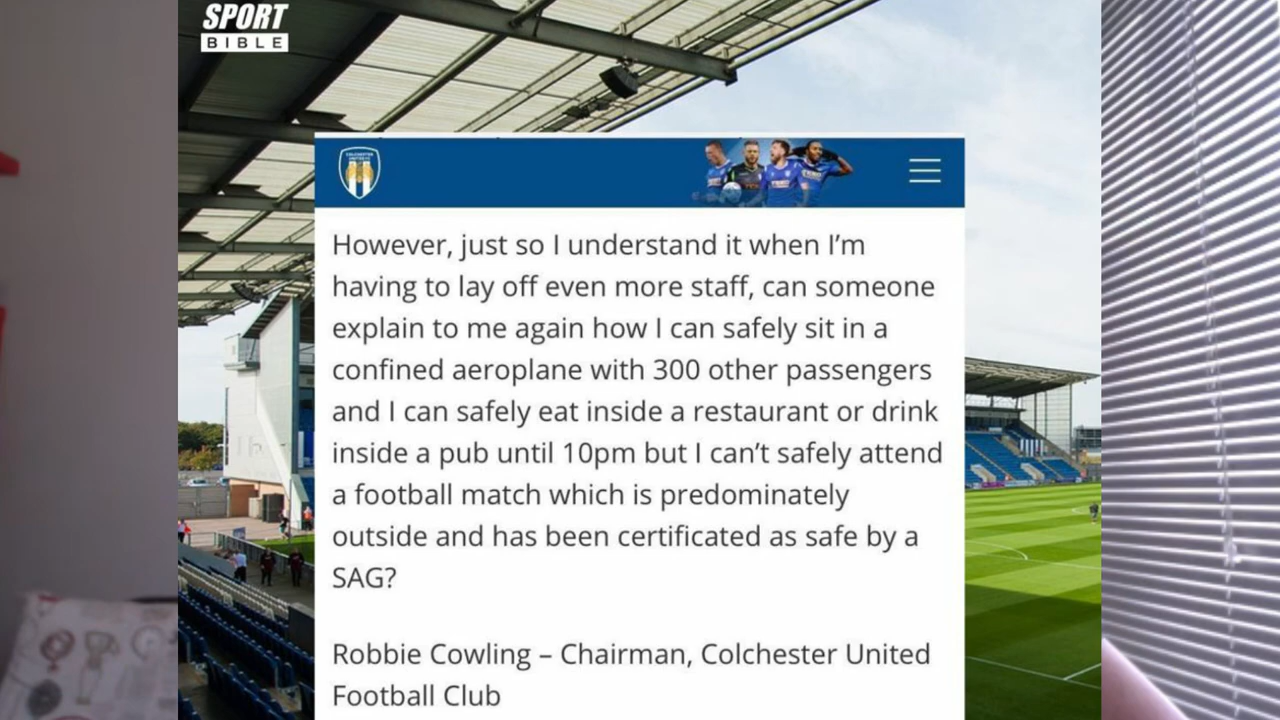 SPORT
BIBLE
However, just so I understand it when I’m
having to lay off even more staff, can someone
explain to me again how I can safely sit in a
confined aeroplane with 300 other passengers
and I can safely eat inside a restaurant or drink
inside a pub until 10pm but I can’t safely attend
a football match which is predominately
outside and has been certificated as safe by a
SAG?
Robbie Cowling – Chairman, Colchester United
Football Club